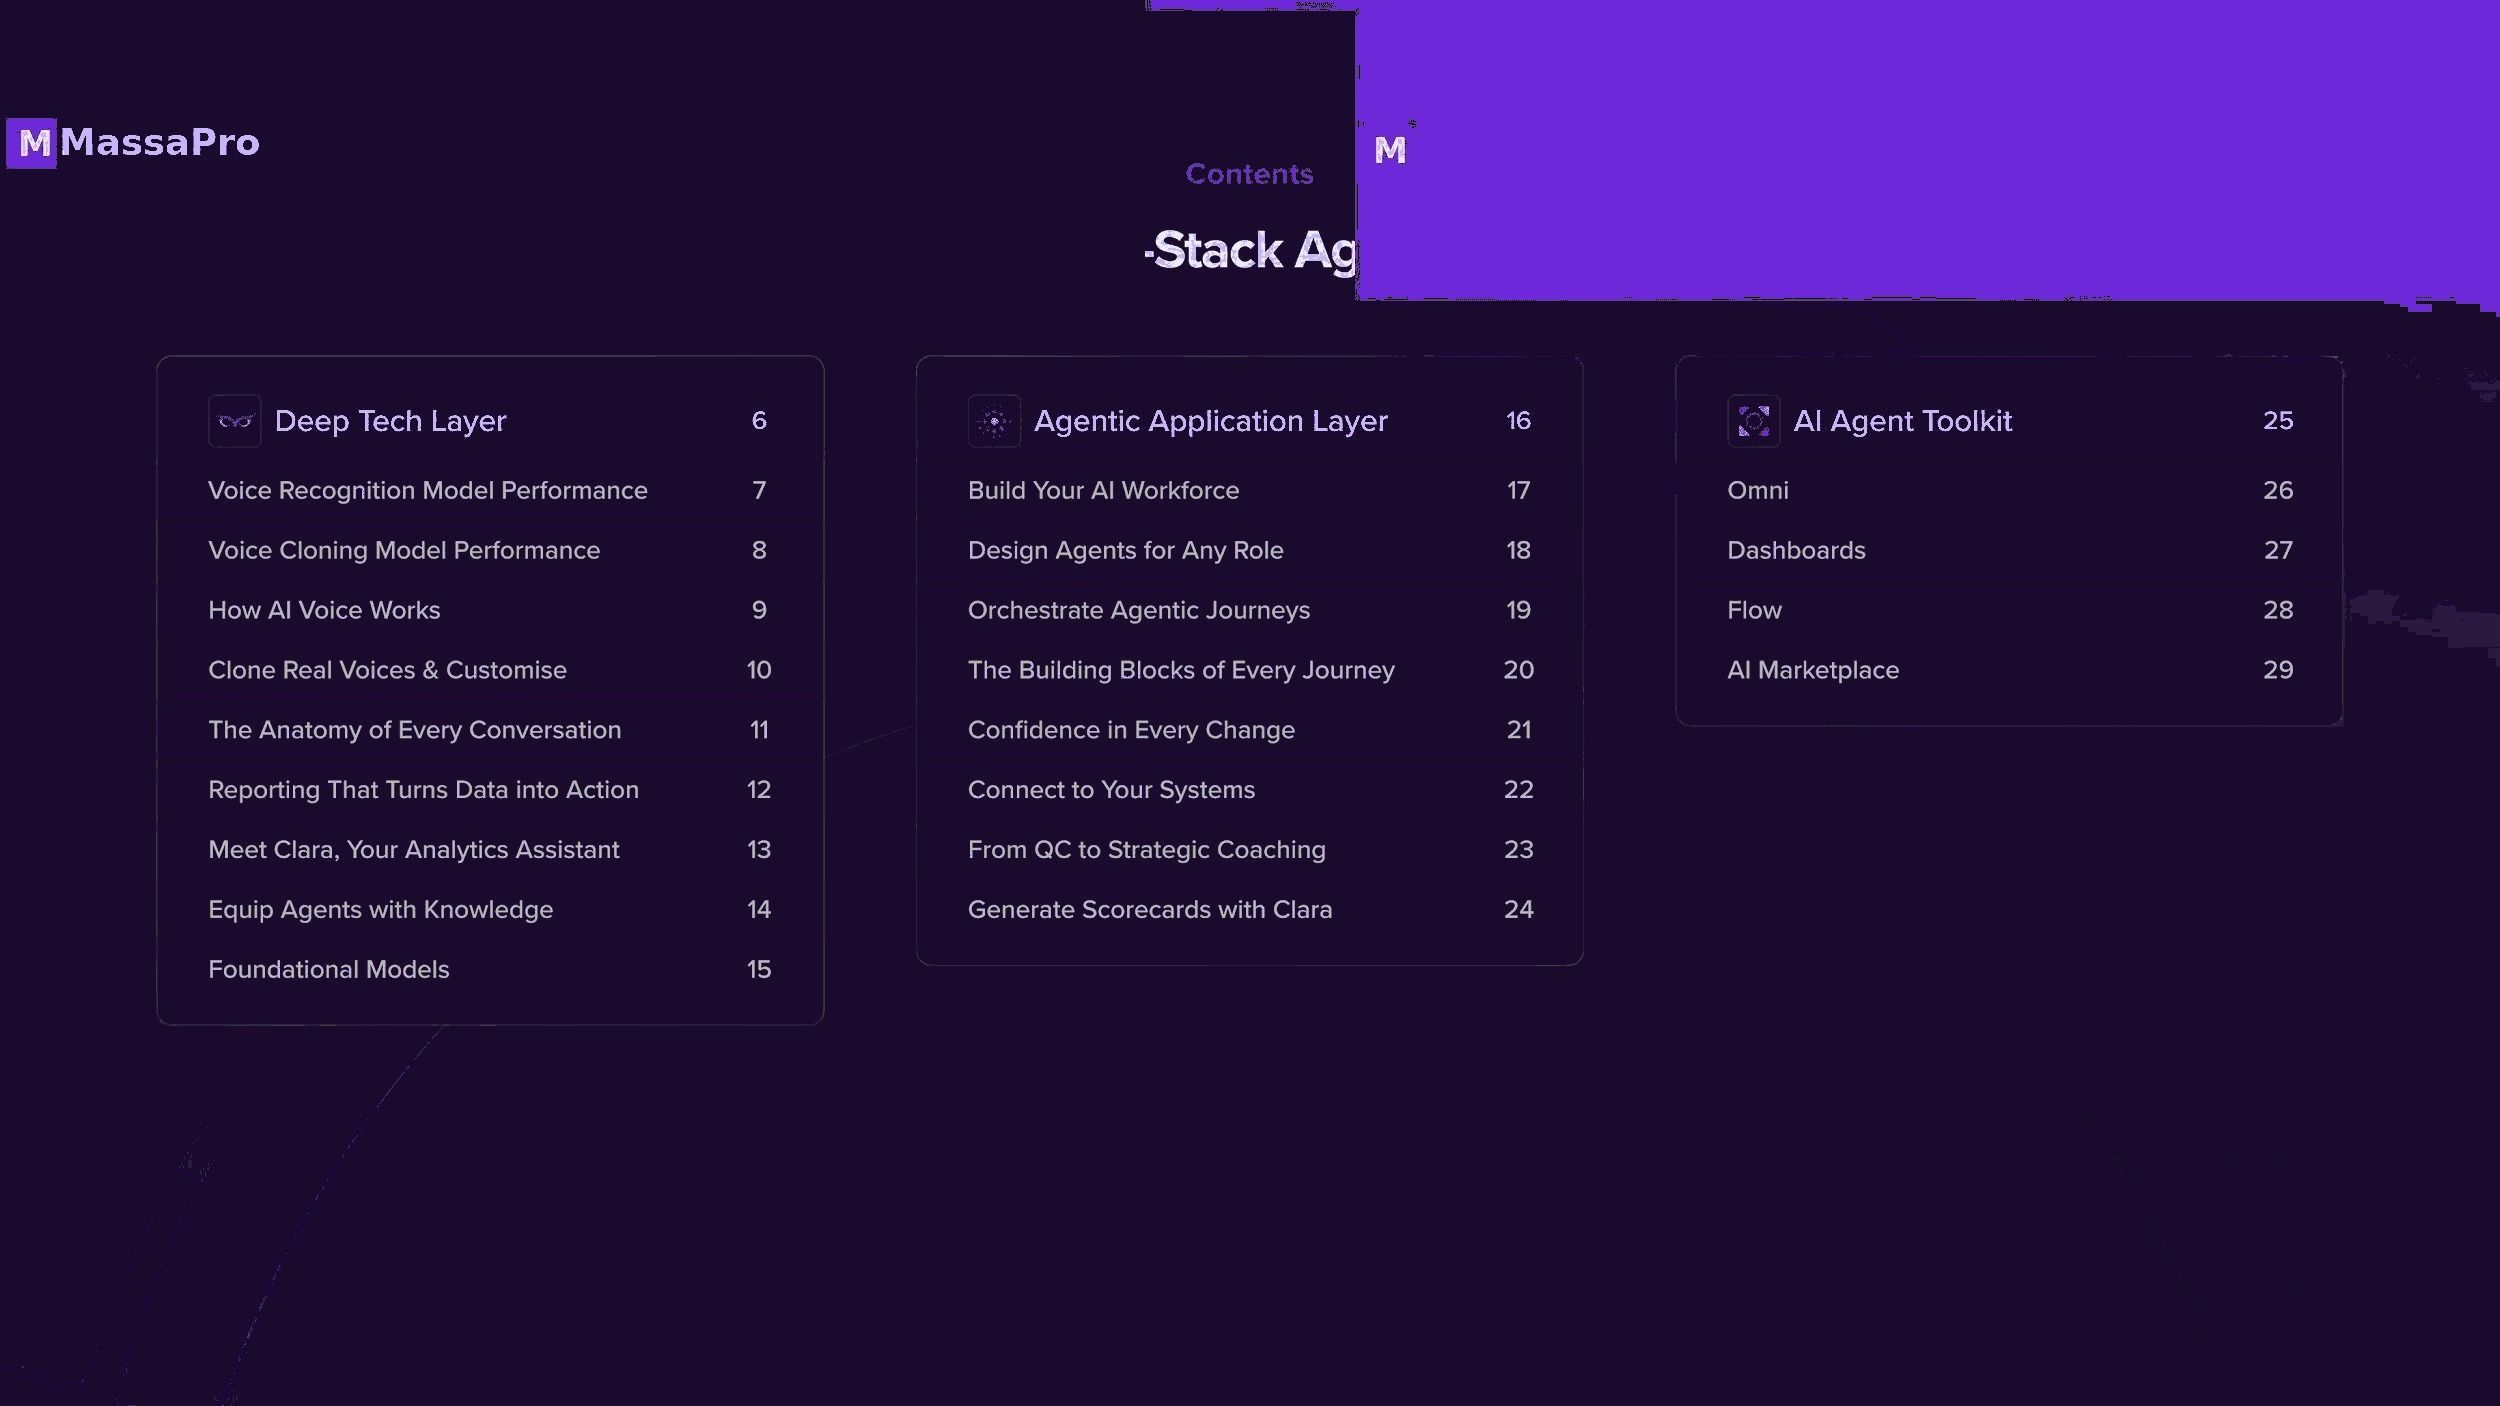 M MassaPro
M
Contents
-Stack Ag
Deep Tech Layer 6
Voice Recognition Model Performance 7
Voice Cloning Model Performance 8
How AI Voice Works 9
Clone Real Voices & Customise 10
The Anatomy of Every Conversation 11
Reporting That Turns Data into Action 12
Meet Clara, Your Analytics Assistant 13
Equip Agents with Knowledge 14
Foundational Models 15
Agentic Application Layer 16
Build Your AI Workforce 17
Design Agents for Any Role 18
Orchestrate Agentic Journeys 19
The Building Blocks of Every Journey 20
Confidence in Every Change 21
Connect to Your Systems 22
From QC to Strategic Coaching 23
Generate Scorecards with Clara 24
AI Agent Toolkit 25
Omni 26
Dashboards 27
Flow 28
AI Marketplace 29